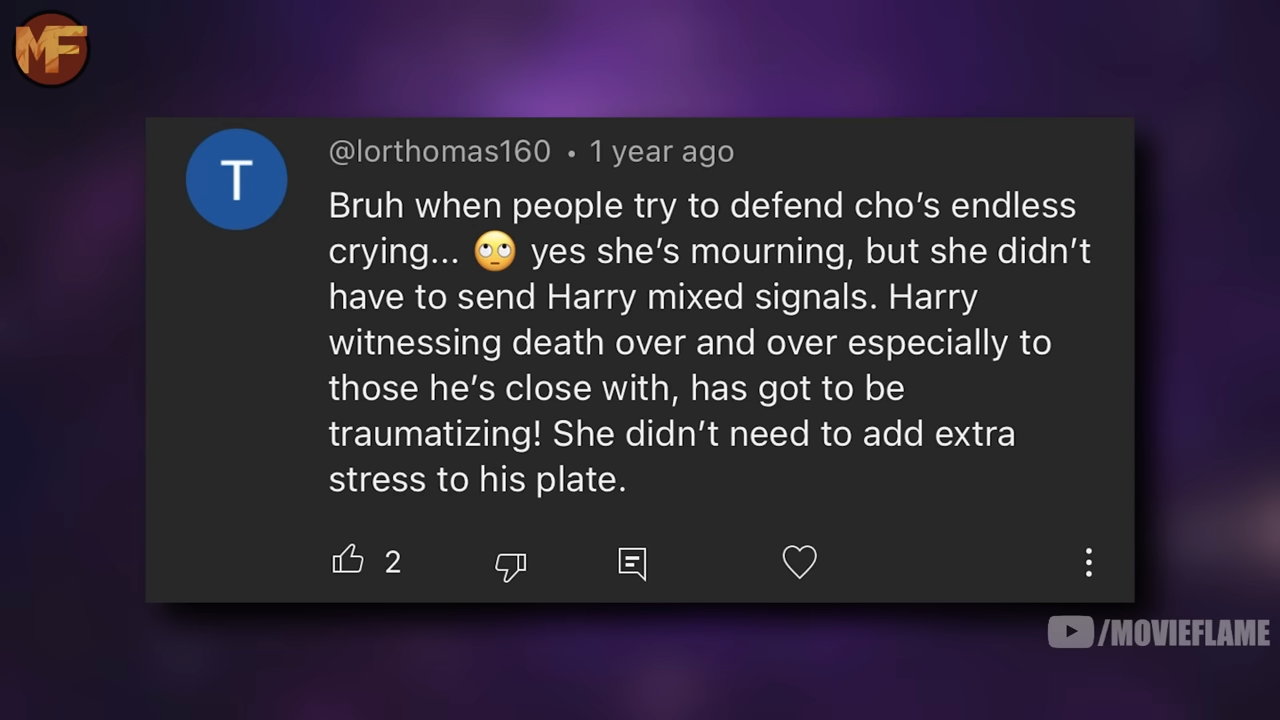 MF
@lorthomas160 • 1 year ago
T
Bruh when people try to defend cho’s endless
crying... 🙄 yes she’s mourning, but she didn’t
have to send Harry mixed signals. Harry
witnessing death over and over especially to
those he’s close with, has got to be
traumatizing! She didn’t need to add extra
stress to his plate.
2
/MOVIEFLAME